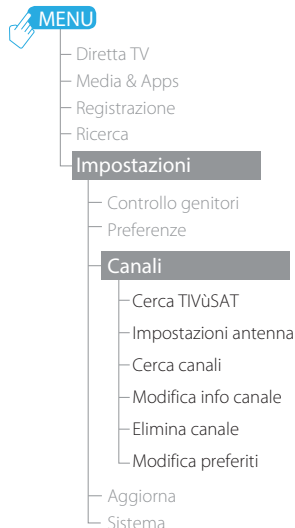 MENU
Diretta TV
Media & Apps
Registrazione
Ricerca
Impostazioni
Controllo genitori
Preferenze
Canali
Cerca TIVùSAT
Impostazioni antenna
Cerca canali
Modifica info canale
Elimina canale
Modifica preferiti
Aggiorna
Sistema